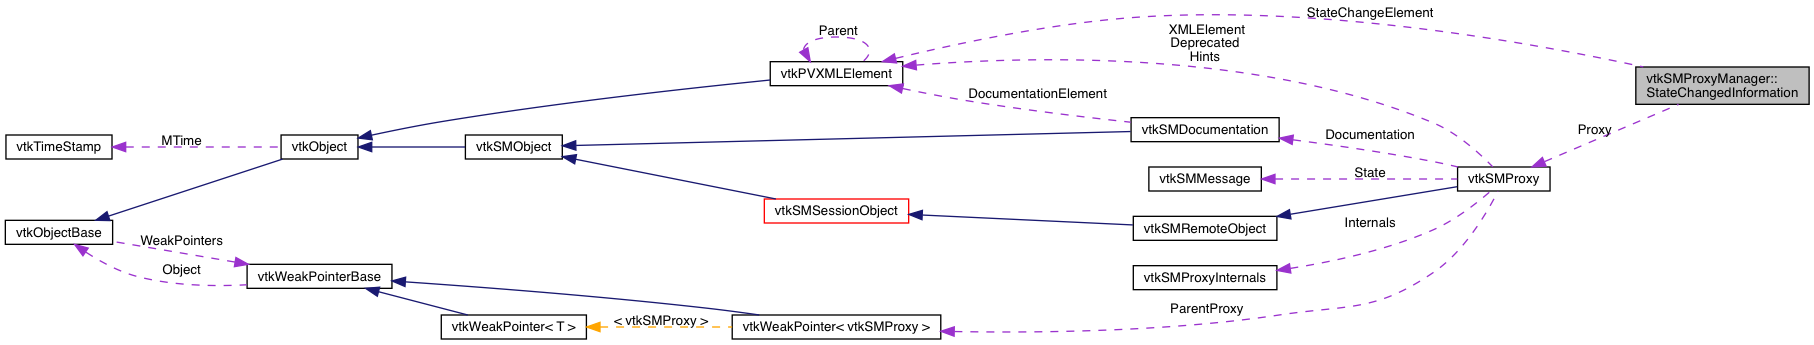 StateChangeElement
Parent
XMLElement
Deprecated
Hints
vtkPVXMLElement
vtkSMProxyManager::
StateChangedInformation
DocumentationElement
vtkSMDocumentation
Documentation
Proxy
vtkTimeStamp
MTime
vtkObject
vtkSMObject
vtkSMMessage
State
vtkSMProxy
vtkSMSessionObject
vtkSMRemoteObject
Internals
vtkObjectBase
WeakPointers
Object
vtkWeakPointerBase
vtkSMProxyInternals
ParentProxy
vtkWeakPointer< T >
< vtkSMProxy >
vtkWeakPointer< vtkSMProxy >